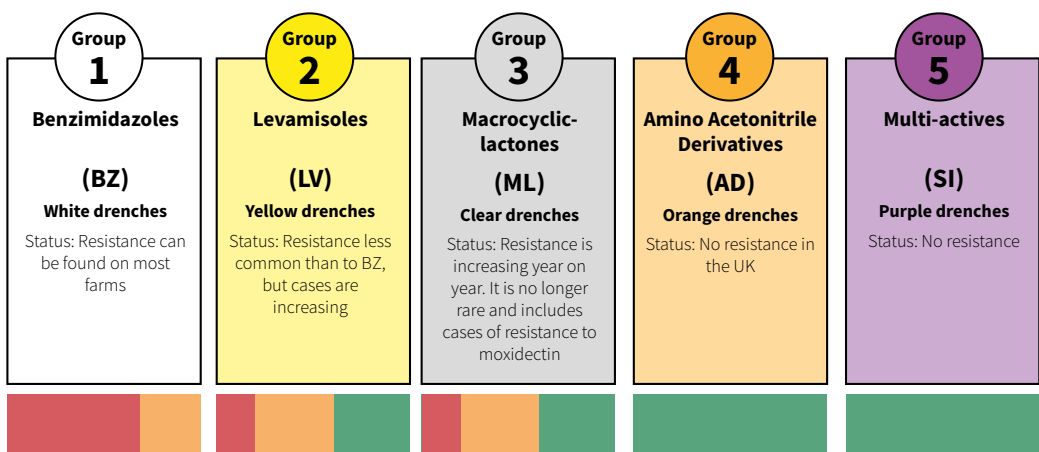 Group
1
Benzimidazoles
(BZ)
White drenches
Status: Resistance can
be found on most
farms
Group
2
Levamisoles
(LV)
Yellow drenches
Status: Resistance less
common than to BZ,
but cases are
increasing
Group
3
Macrocyclic-
lactones
(ML)
Clear drenches
Status: Resistance is
increasing year on
year. It is no longer
rare and includes
cases of resistance to
moxidectin
Group
4
Amino Acetonitrile
Derivatives
(AD)
Orange drenches
Status: No resistance in
the UK
Group
5
Multi-actives
(SI)
Purple drenches
Status: No resistance